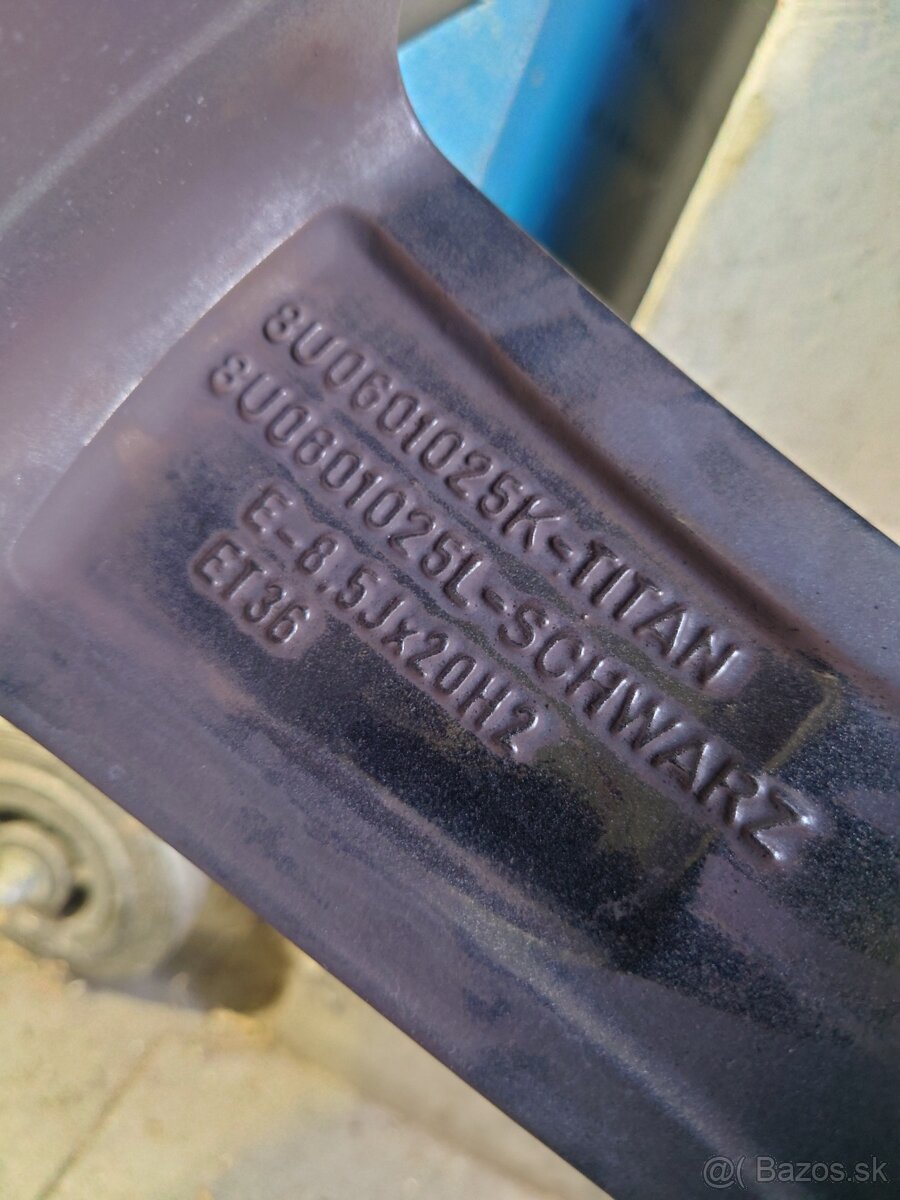 8U0601025K-TITAN
8U0601025L-SCHWARZ
E-8.5Jx20H2
ET36
@( Bazos.sk